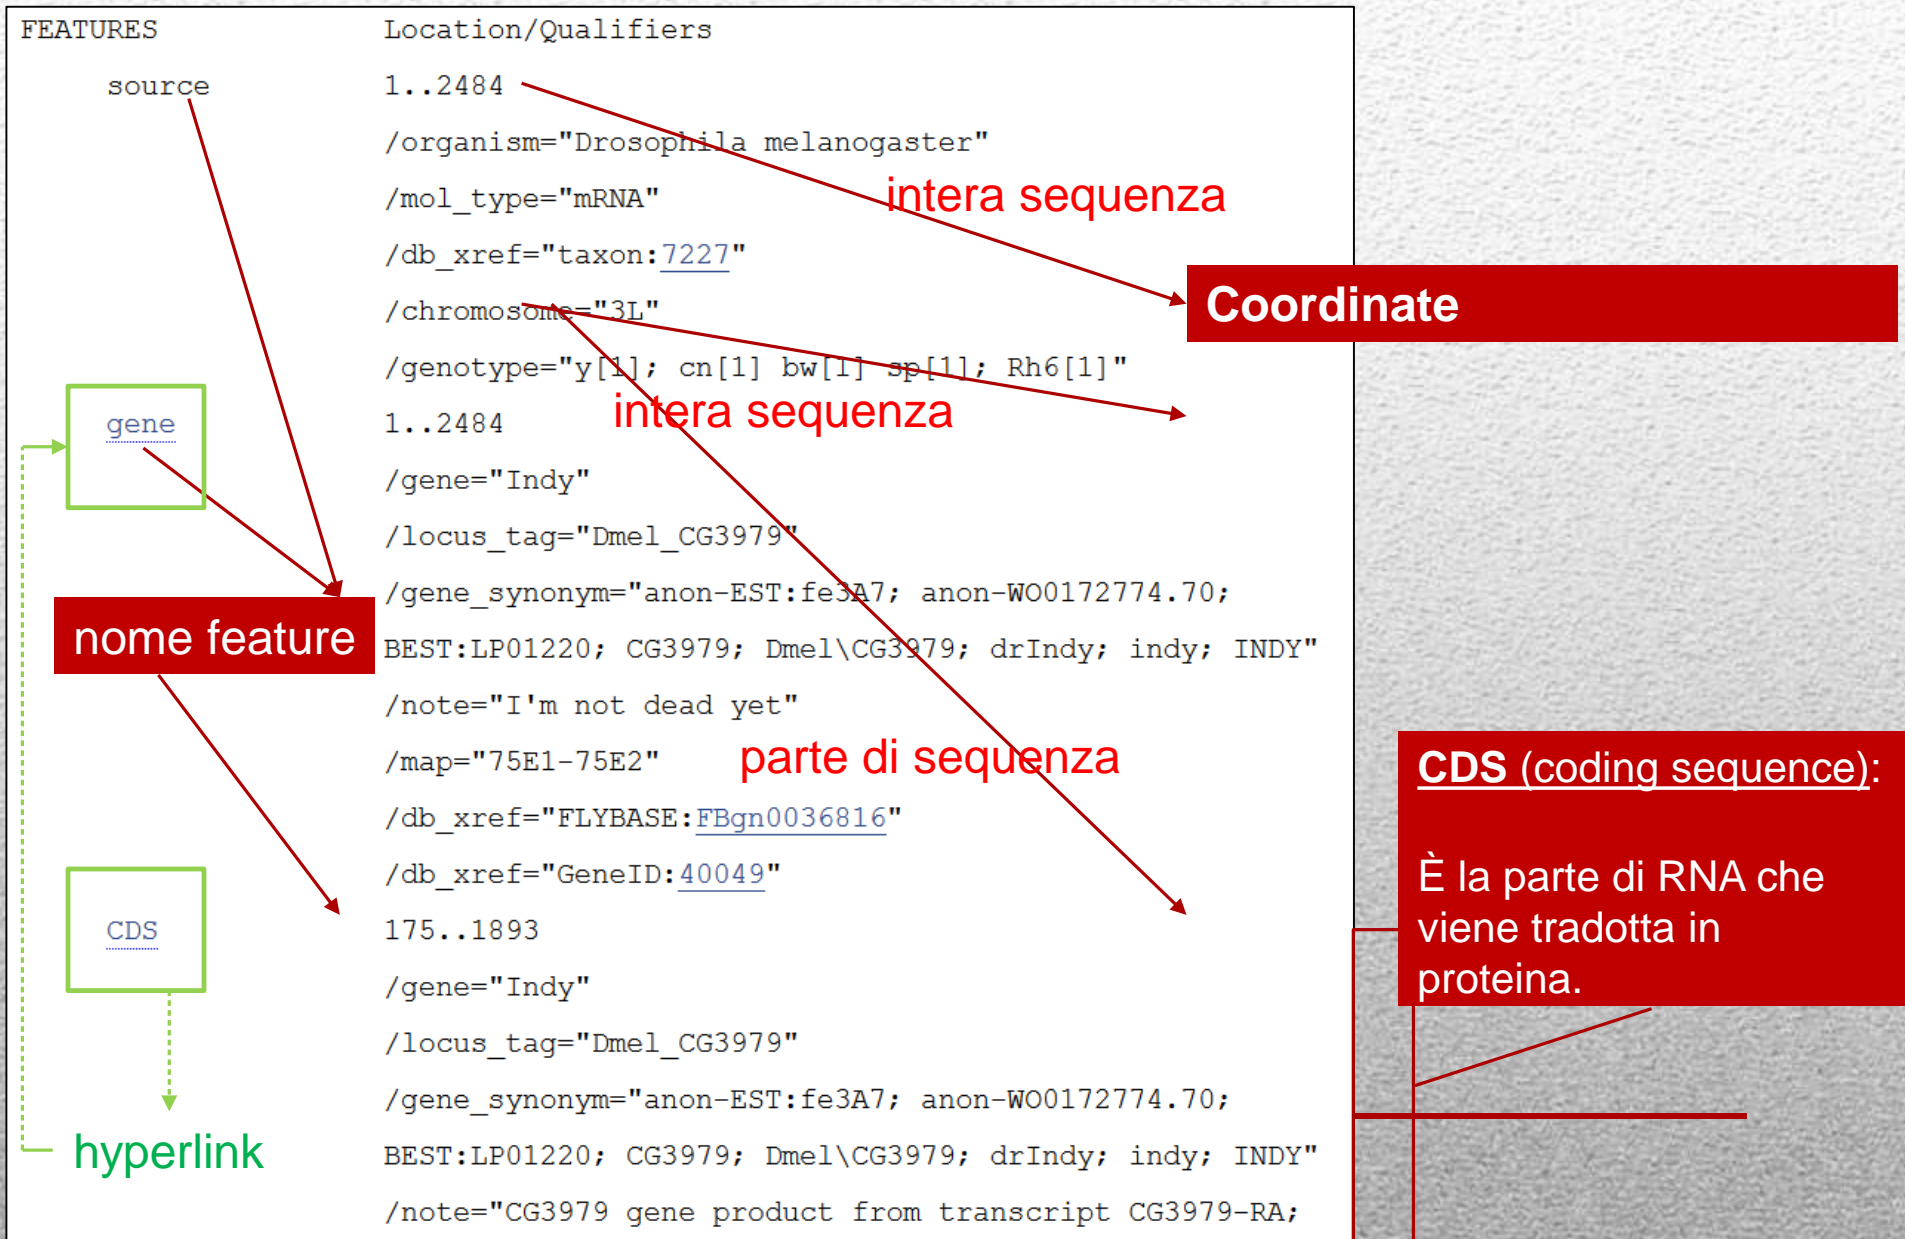 FEATURES Location/Qualifiers
source 1..2484
/organism="Drosophila melanogaster"
/mol_type="mRNA"
intera sequenza
/db_xref="taxon:7227"
/chromosome="3L"
Coordinate
/genotype="y[1]; cn[1] bw[1] sp[1]; Rh6[1]"
gene 1..2484
intera sequenza
/gene="Indy"
/locus_tag="Dmel_CG3979"
/gene_synonym="anon-EST:fe3A7; anon-WO0172774.70;
nome feature
BEST:LP01220; CG3979; Dmel\CG3979; drIndy; indy; INDY"
/note="I'm not dead yet"
/map="75E1-75E2"
parte di sequenza
/db_xref="FLYBASE:FBgn0036816"
/db_xref="GeneID:40049"
CDS 175..1893
/gene="Indy"
/locus_tag="Dmel_CG3979"
/gene_synonym="anon-EST:fe3A7; anon-WO0172774.70;
hyperlink
BEST:LP01220; CG3979; Dmel\CG3979; drIndy; indy; INDY"
/note="CG3979 gene product from transcript CG3979-RA;
CDS (coding sequence):
È la parte di RNA che
viene tradotta in
proteina.